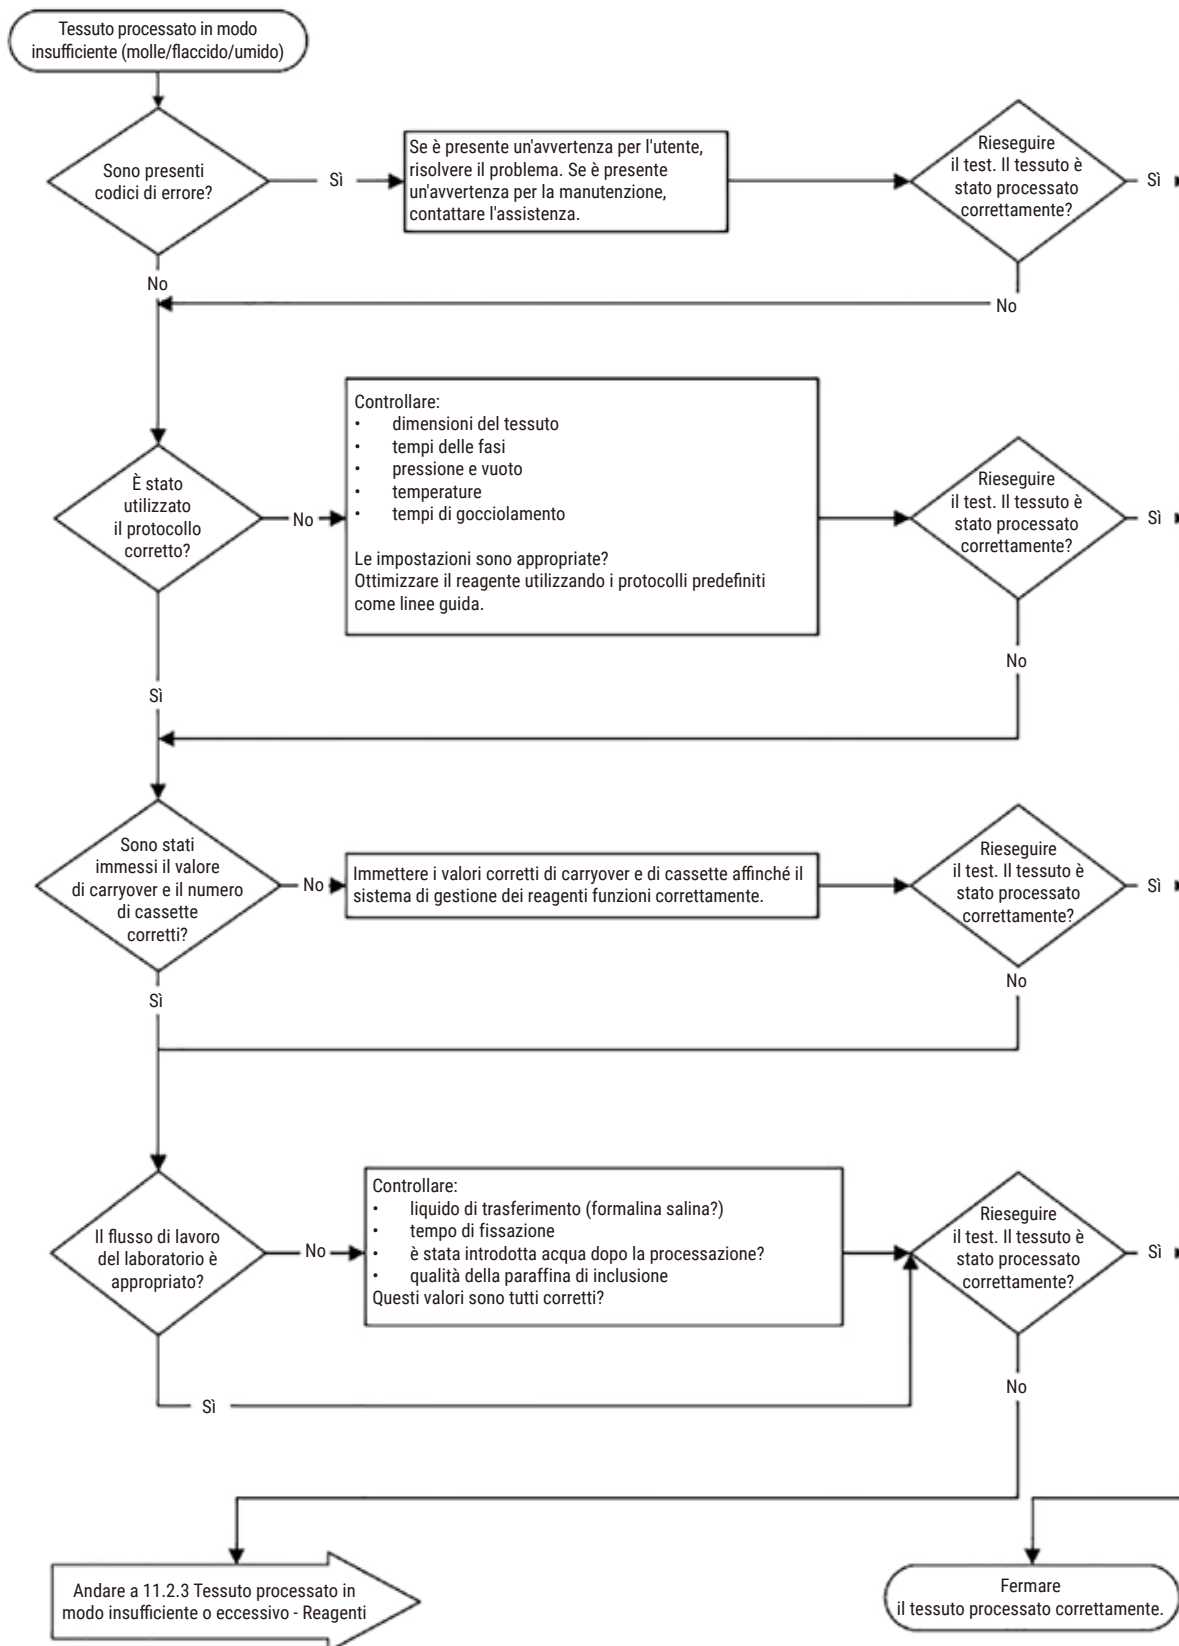 Tessuto processato in modo
insufficiente (molle/flaccido/umido)
Sono presenti
codici di errore?
Sì
Se è presente un'avvertenza per l'utente,
risolvere il problema. Se è presente
un'avvertenza per la manutenzione,
contattare l'assistenza.
Rieseguire
il test. Il tessuto è
stato processato
correttamente?
Sì
No
No
È stato
utilizzato
il protocollo
corretto?
No
Controllare:
• dimensioni del tessuto
• tempi delle fasi
• pressione e vuoto
• temperature
• tempi di gocciolamento
Le impostazioni sono appropriate?
Ottimizzare il reagente utilizzando i protocolli predefiniti
come linee guida.
Rieseguire
il test. Il tessuto è
stato processato
correttamente?
Sì
No
Sì
Sono stati
immessi il valore
di carryover e il numero
di cassette
corretti?
No
Immettere i valori corretti di carryover e di cassette affinché il
sistema di gestione dei reagenti funzioni correttamente.
Rieseguire
il test. Il tessuto è
stato processato
correttamente?
Sì
No
Sì
Il flusso di lavoro
del laboratorio è
appropriato?
No
Controllare:
• liquido di trasferimento (formalina salina?)
• tempo di fissazione
• è stata introdotta acqua dopo la processazione?
• qualità della paraffina di inclusione
Questi valori sono tutti corretti?
Rieseguire
il test. Il tessuto è
stato processato
correttamente?
Sì
No
Sì
Andare a 11.2.3 Tessuto processato in
modo insufficiente o eccessivo - Reagenti
Fermare
il tessuto processato correttamente.